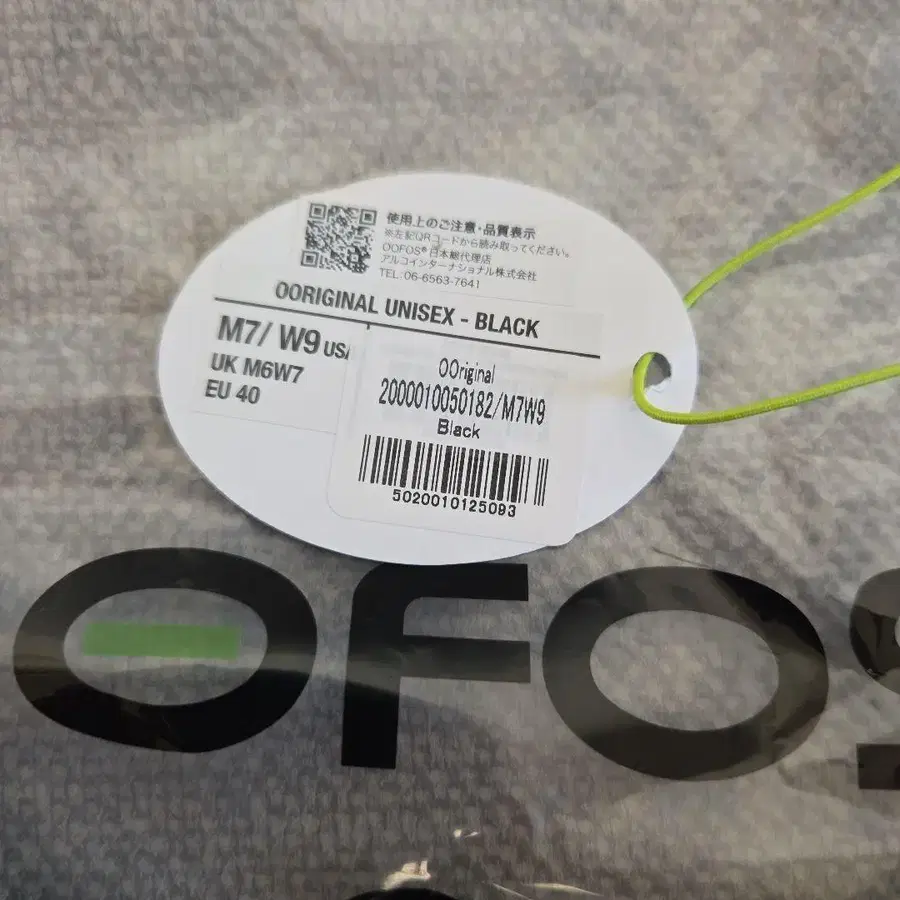 使用上のご注意・品質表示
※左記QRコードから読み取ってください。
OOFOS® 日本総代理店
アルコインターナショナル株式会社
TEL:06-6563-7641
OORIGINAL UNISEX - BLACK
M7/ W9 USA
UK M6W7
EU 40
OOriginal
2000010050182/M7W9
Black
5020010125093
OFOS